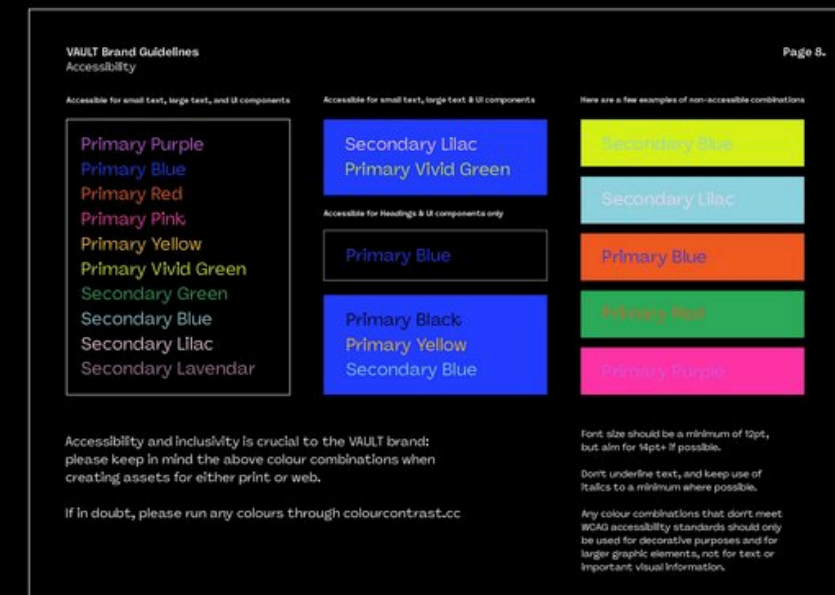 VAULT Brand Guidelines
Accessibility
Page 8.
Accessible for small text, large text, and UI components
Primary Purple
Primary Blue
Primary Red
Primary Pink
Primary Yellow
Primary Vivid Green
Secondary Green
Secondary Blue
Secondary Lilac
Secondary Lavendar
Accessible for small text, large text & UI components
Secondary Lilac
Primary Vivid Green
Accessible for Headings & UI components only
Primary Blue
Primary Black
Primary Yellow
Secondary Blue
Here are a few examples of non-accessible combinations
Secondary Blue
Secondary Lilac
Primary Blue
Primary Red
Primary Purple
Accessibility and inclusivity is crucial to the VAULT brand:
please keep in mind the above colour combinations when
creating assets for either print or web.
If in doubt, please run any colours through colourcontrast.cc
Font size should be a minimum of 12pt,
but aim for 14pt+ if possible.
Don't underline text, and keep use of
italics to a minimum where possible.
Any colour combinations that don't meet
WCAG accessibility standards should only
be used for decorative purposes and for
larger graphic elements, not for text or
important visual information.